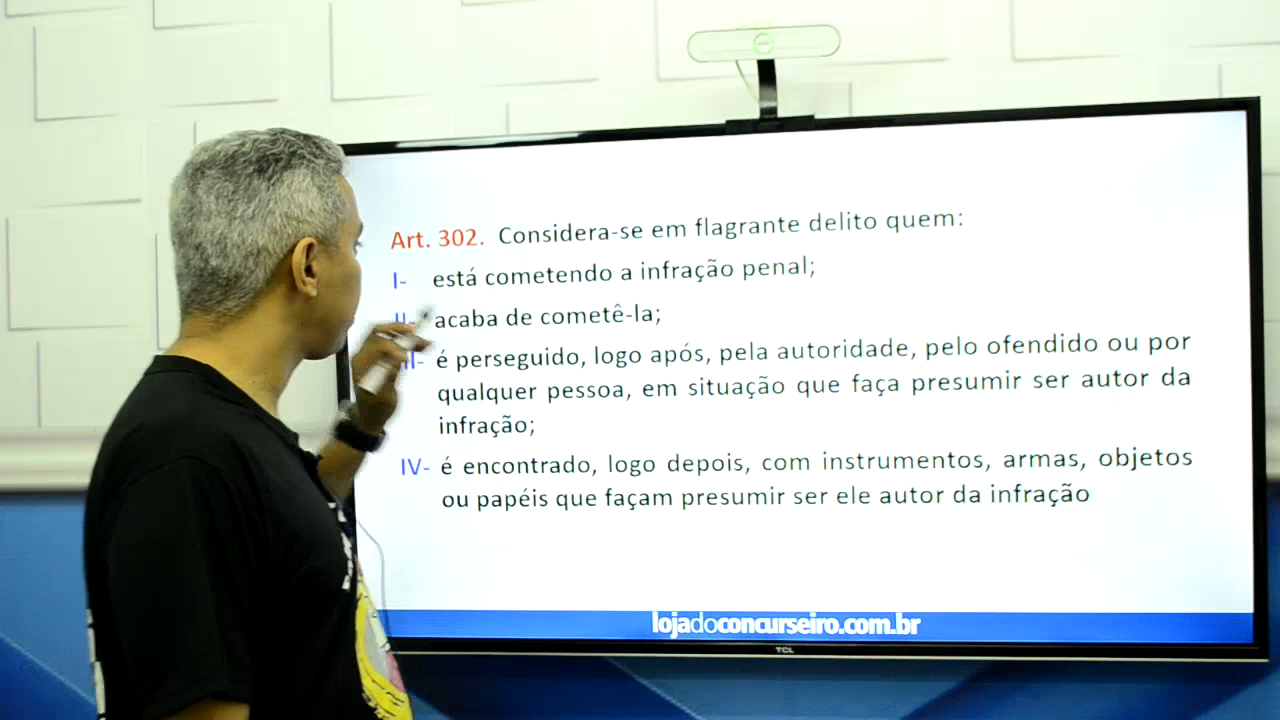 Art. 302. Considera-se em flagrante delito quem:
I- está cometendo a infração penal;
II- acaba de cometê-la;
III- é perseguido, logo após, pela autoridade, pelo ofendido ou por
qualquer pessoa, em situação que faça presumir ser autor da
infração;
IV- é encontrado, logo depois, com instrumentos, armas, objetos
ou papéis que façam presumir ser ele autor da infração
lojadoconcurseiro.com.br
TCL